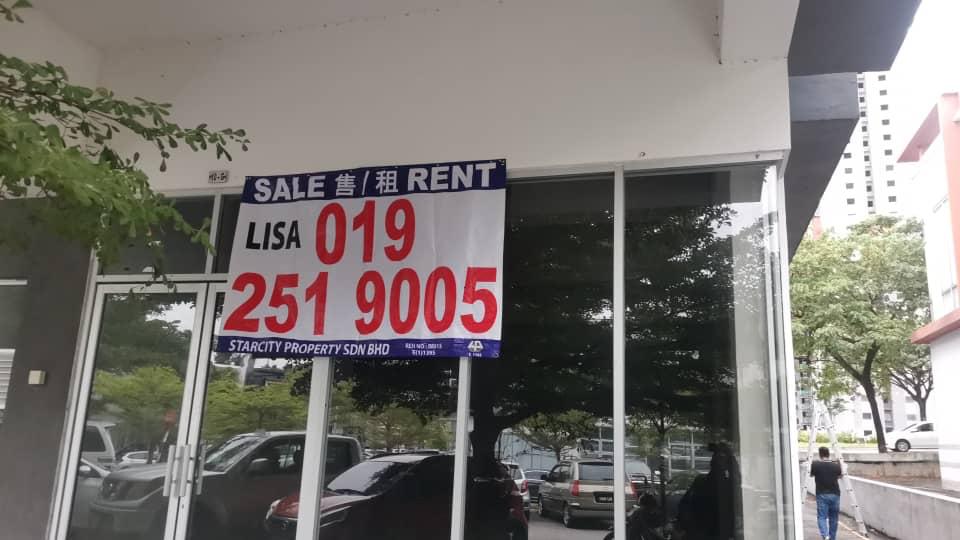 SALE 售/租 RENT
LISA 019
251 9005
STARCITY PROPERTY SDN BHD